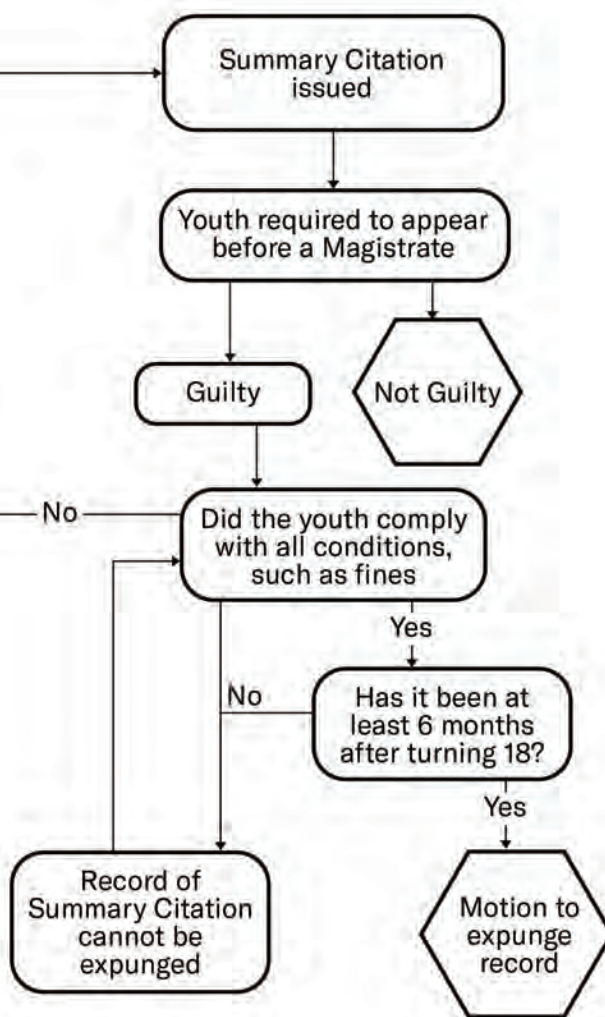 Summary Citation
issued
Youth required to appear
before a Magistrate
Guilty
Not Guilty
No
Did the youth comply
with all conditions,
such as fines
Yes
No
Has it been at
least 6 months
after turning 18?
Yes
Record of
Summary Citation
cannot be
expunged
Motion to
expunge
record